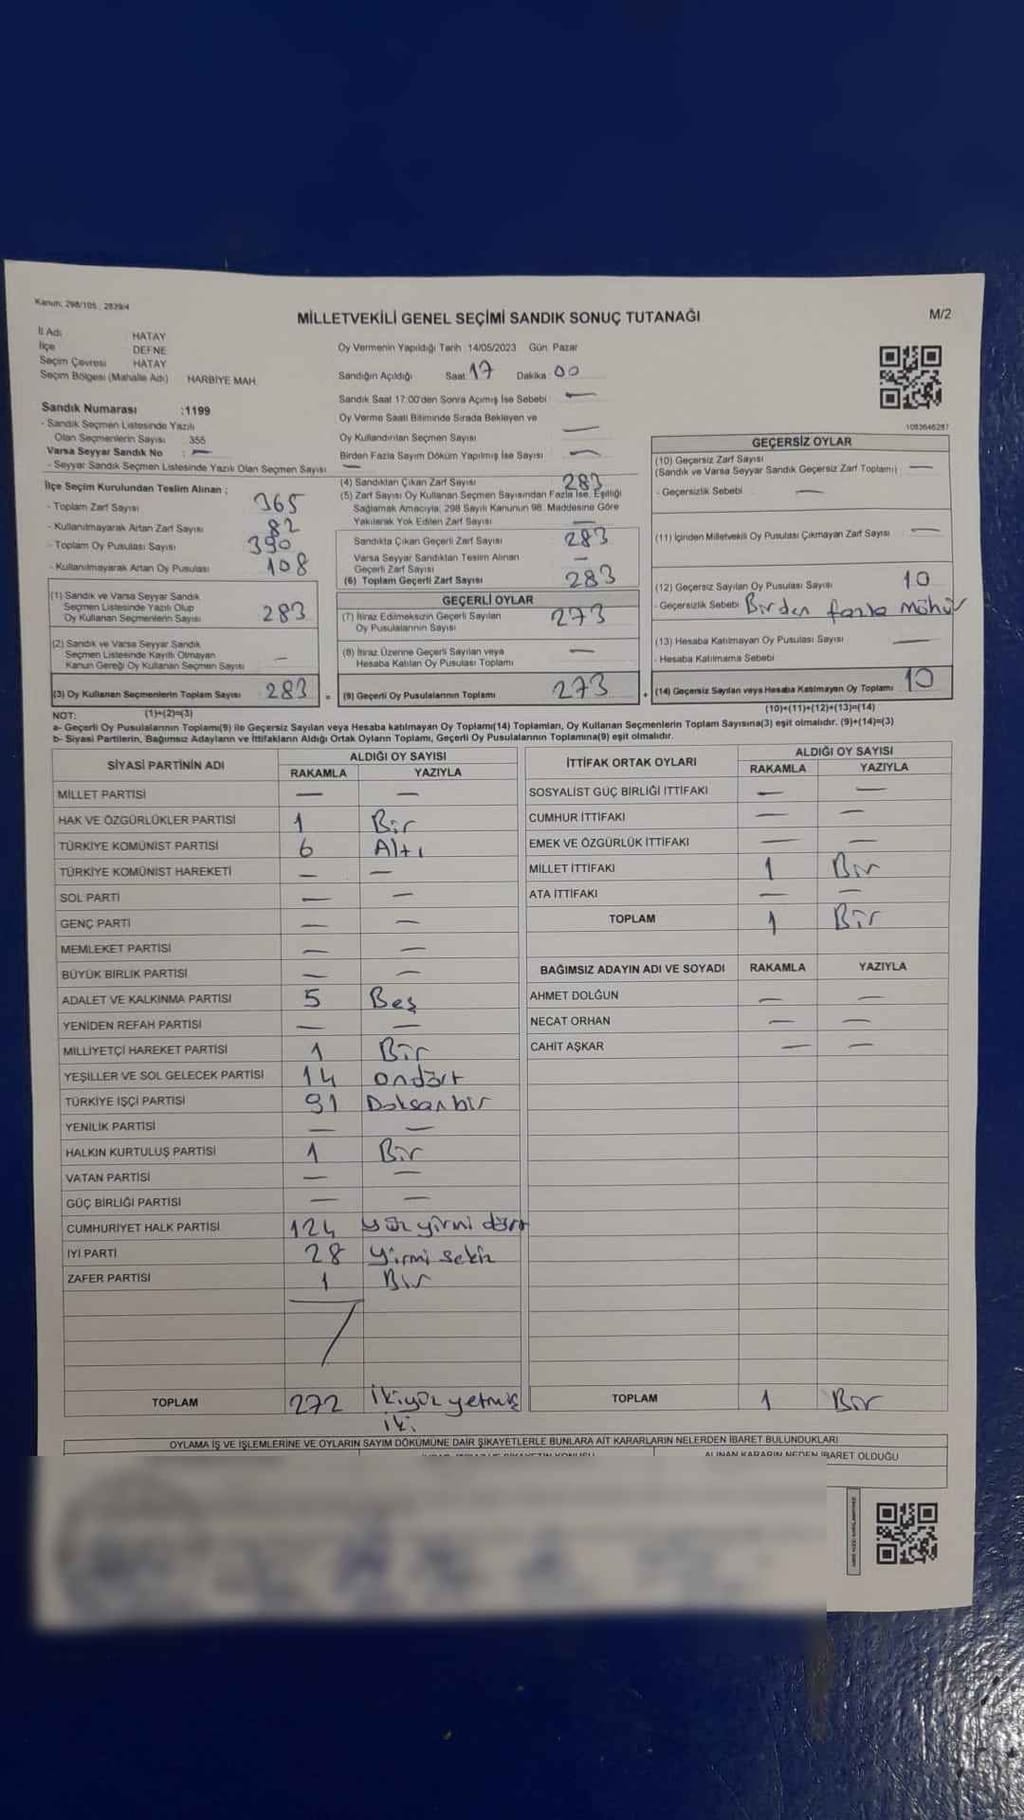 Kanun: 298/105, 2839/4
MİLLETVEKİLİ GENEL SEÇİMİ SANDIK SONUÇ TUTANAĞI
M/2
İl Adı HATAY
İlçe DEFNE
Seçim Çevresi HATAY
Seçim Bölgesi (Mahalle Adı) HARBİYE MAH.
Sandık Numarası :1199
- Sandık Seçmen Listesinde Yazılı
Olan Seçmenlerin Sayısı 355
Varsa Seyyar Sandık No : —
- Seyyar Sandık Seçmen Listesinde Yazılı Olan Seçmen Sayısı —
İlçe Seçim Kurulundan Teslim Alınan ;
- Toplam Zarf Sayısı 365
- Kullanılmayarak Artan Zarf Sayısı 82
- Toplam Oy Pusulası Sayısı 390
- Kullanılmayarak Artan Oy Pusulası 108
(1) Sandık ve Varsa Seyyar Sandık
Seçmen Listesinde Yazılı Olup
Oy Kullanan Seçmenlerin Sayısı 283
(2) Sandık ve Varsa Seyyar Sandık
Seçmen Listesinde Kayıtlı Olmayan
Kanun Gereği Oy Kullanan Seçmen Sayısı —
(3) Oy Kullanan Seçmenlerin Toplam Sayısı 283 =
(1)+(2)=(3)
Oy Vermenin Yapıldığı Tarih 14/05/2023 Gün Pazar
Sandığın Açıldığı Saat 17 Dakika 00
Sandık Saat 17:00'den Sonra Açımış İse Sebebi —
Oy Verme Saati Bitiminde Sırada Bekleyen ve
Oy Kullandırılan Seçmen Sayısı —
Birden Fazla Sayım Döküm Yapılmış İse Sayısı —
(4) Sandıktan Çıkan Zarf Sayısı 283
(5) Zarf Sayısı Oy Kullanan Seçmen Sayısından Fazla İse, Eşitliği
Sağlamak Amacıyla, 298 Sayılı Kanunun 98. Maddesine Göre
Yakılarak Yok Edilen Zarf Sayısı —
Sandıkta Çıkan Geçerli Zarf Sayısı 283
Varsa Seyyar Sandıktan Teslim Alınan
Geçerli Zarf Sayısı —
(6) Toplam Geçerli Zarf Sayısı 283
GEÇERLİ OYLAR
(7) İtiraz Edilmeksizin Geçerli Sayılan
Oy Pusulalarının Sayısı 273
(8) İtiraz Üzerine Geçerli Sayılan veya
Hesaba Katılan Oy Pusulası Toplamı —
(9) Geçerli Oy Pusulalarının Toplamı 273 +
1083646287
GEÇERSİZ OYLAR
(10) Geçersiz Zarf Sayısı
(Sandık ve Varsa Seyyar Sandık Geçersiz Zarf Toplamı) —
- Geçersizlik Sebebi —
(11) İçinden Milletvekili Oy Pusulası Çıkmayan Zarf Sayısı —
(12) Geçersiz Sayılan Oy Pusulası Sayısı 10
- Geçersizlik Sebebi Birden fazla mühür
(13) Hesaba Katılmayan Oy Pusulası Sayısı —
- Hesaba Katılmama Sebebi
(14) Geçersiz Sayılan veya Hesaba Katılmayan Oy Toplamı 10
(10)+(11)+(12)+(13)=(14)
NOT:
a- Geçerli Oy Pusulalarının Toplamı(9) ile Geçersiz Sayılan veya Hesaba katılmayan Oy Toplamı(14) Toplamları, Oy Kullanan Seçmenlerin Toplam Sayısına(3) eşit olmalıdır. (9)+(14)=(3)
b- Siyasi Partilerin, Bağımsız Adayların ve İttifakların Aldığı Ortak Oyların Toplamı, Geçerli Oy Pusulalarının Toplamına(9) eşit olmalıdır.
SİYASİ PARTİNİN ADI
ALDIĞI OY SAYISI
RAKAMLA YAZIYLA
MİLLET PARTİSİ — —
HAK VE ÖZGÜRLÜKLER PARTİSİ 1 Bir
TÜRKİYE KOMÜNİST PARTİSİ 6 Altı
TÜRKİYE KOMÜNİST HAREKETİ — —
SOL PARTİ — —
GENÇ PARTİ — —
MEMLEKET PARTİSİ — —
BÜYÜK BİRLİK PARTİSİ — —
ADALET VE KALKINMA PARTİSİ 5 Beş
YENİDEN REFAH PARTİSİ — —
MİLLİYETÇİ HAREKET PARTİSİ 1 Bir
YEŞİLLER VE SOL GELECEK PARTİSİ 14 ondört
TÜRKİYE İŞÇİ PARTİSİ 91 Doksanbir
YENİLİK PARTİSİ — —
HALKIN KURTULUŞ PARTİSİ 1 Bir
VATAN PARTİSİ — —
GÜÇ BİRLİĞİ PARTİSİ — —
CUMHURİYET HALK PARTİSİ 124 yüz yirmi dört
İYİ PARTİ 28 yirmi sekiz
ZAFER PARTİSİ 1 Bir
TOPLAM 272 ikiyüz yetmiş
iki
İTTİFAK ORTAK OYLARI
ALDIĞI OY SAYISI
RAKAMLA YAZIYLA
SOSYALİST GÜÇ BİRLİĞİ İTTİFAKI — —
CUMHUR İTTİFAKI — —
EMEK VE ÖZGÜRLÜK İTTİFAKI — —
MİLLET İTTİFAKI 1 Bir
ATA İTTİFAKI — —
TOPLAM 1 Bir
BAĞIMSIZ ADAYIN ADI VE SOYADI RAKAMLA YAZIYLA
AHMET DOLĞUN — —
NECAT ORHAN — —
CAHİT AŞKAR — —
TOPLAM 1 Bir
OYLAMA İŞ VE İŞLEMLERİNE VE OYLARIN SAYIM DÖKÜMÜNE DAİR ŞİKAYETLERLE BUNLARA AİT KARARLARIN NELERDEN İBARET BULUNDUKLARI
ALINAN KARARIN NEDEN İBARET OLDUĞU